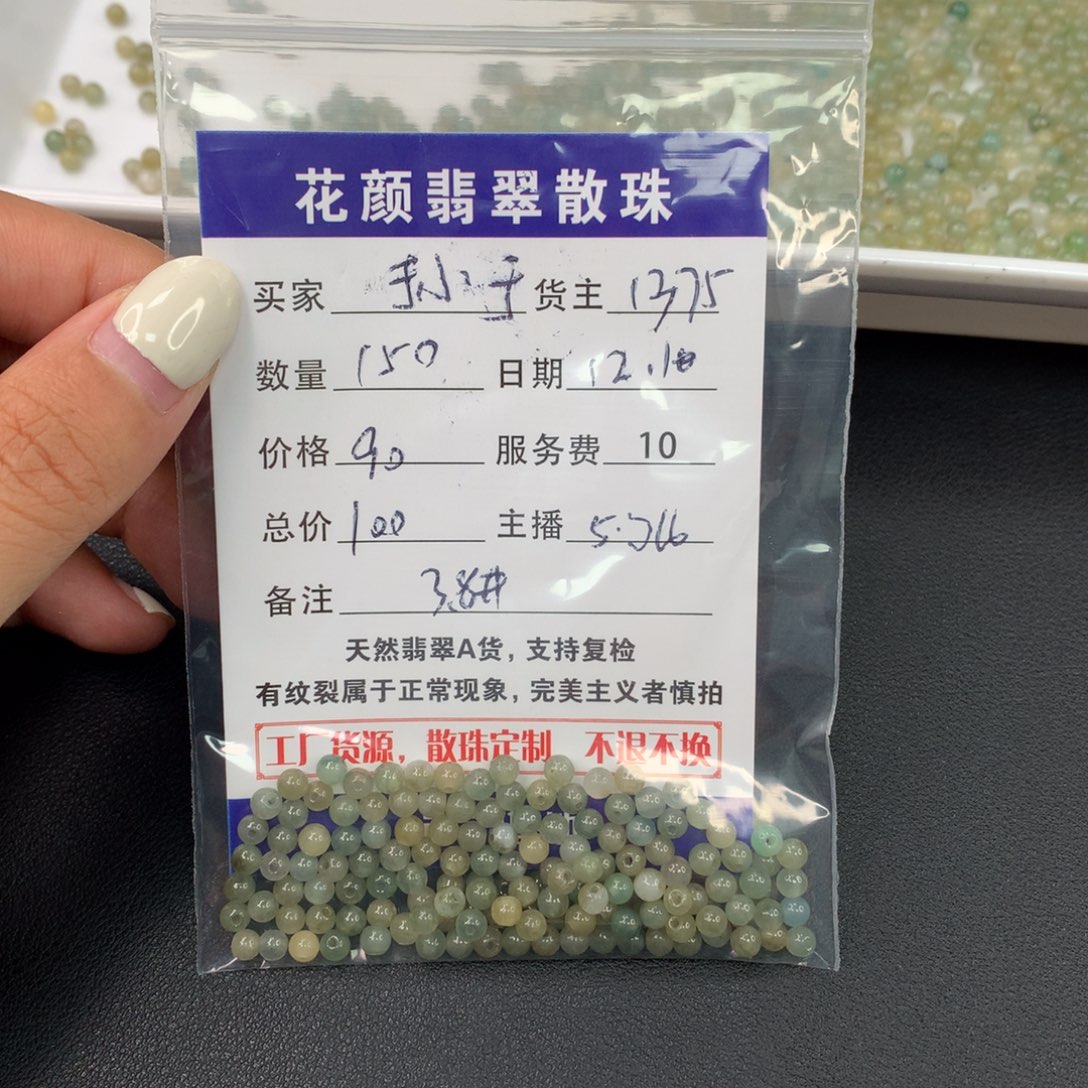 花颜翡翠散珠
买家 货主 1375
数量 150 日期 12.10
价格 90 服务费 10
总价 100 主播
备注 3.8#
天然翡翠A货，支持复检
有纹裂属于正常现象，完美主义者慎拍
工厂货源，散珠定制 不退不换